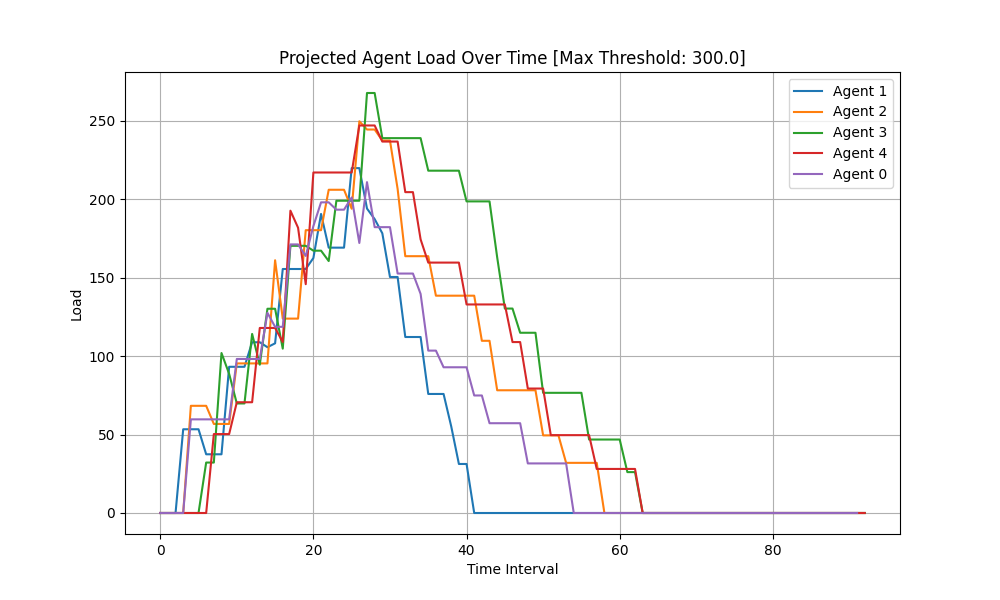 Projected Agent Load Over Time [Max Threshold: 300.0]
Agent 1
Agent 2
Agent 3
Agent 4
Agent 0
Load
250
200
150
100
50
0
0 20 40 60 80
Time Interval